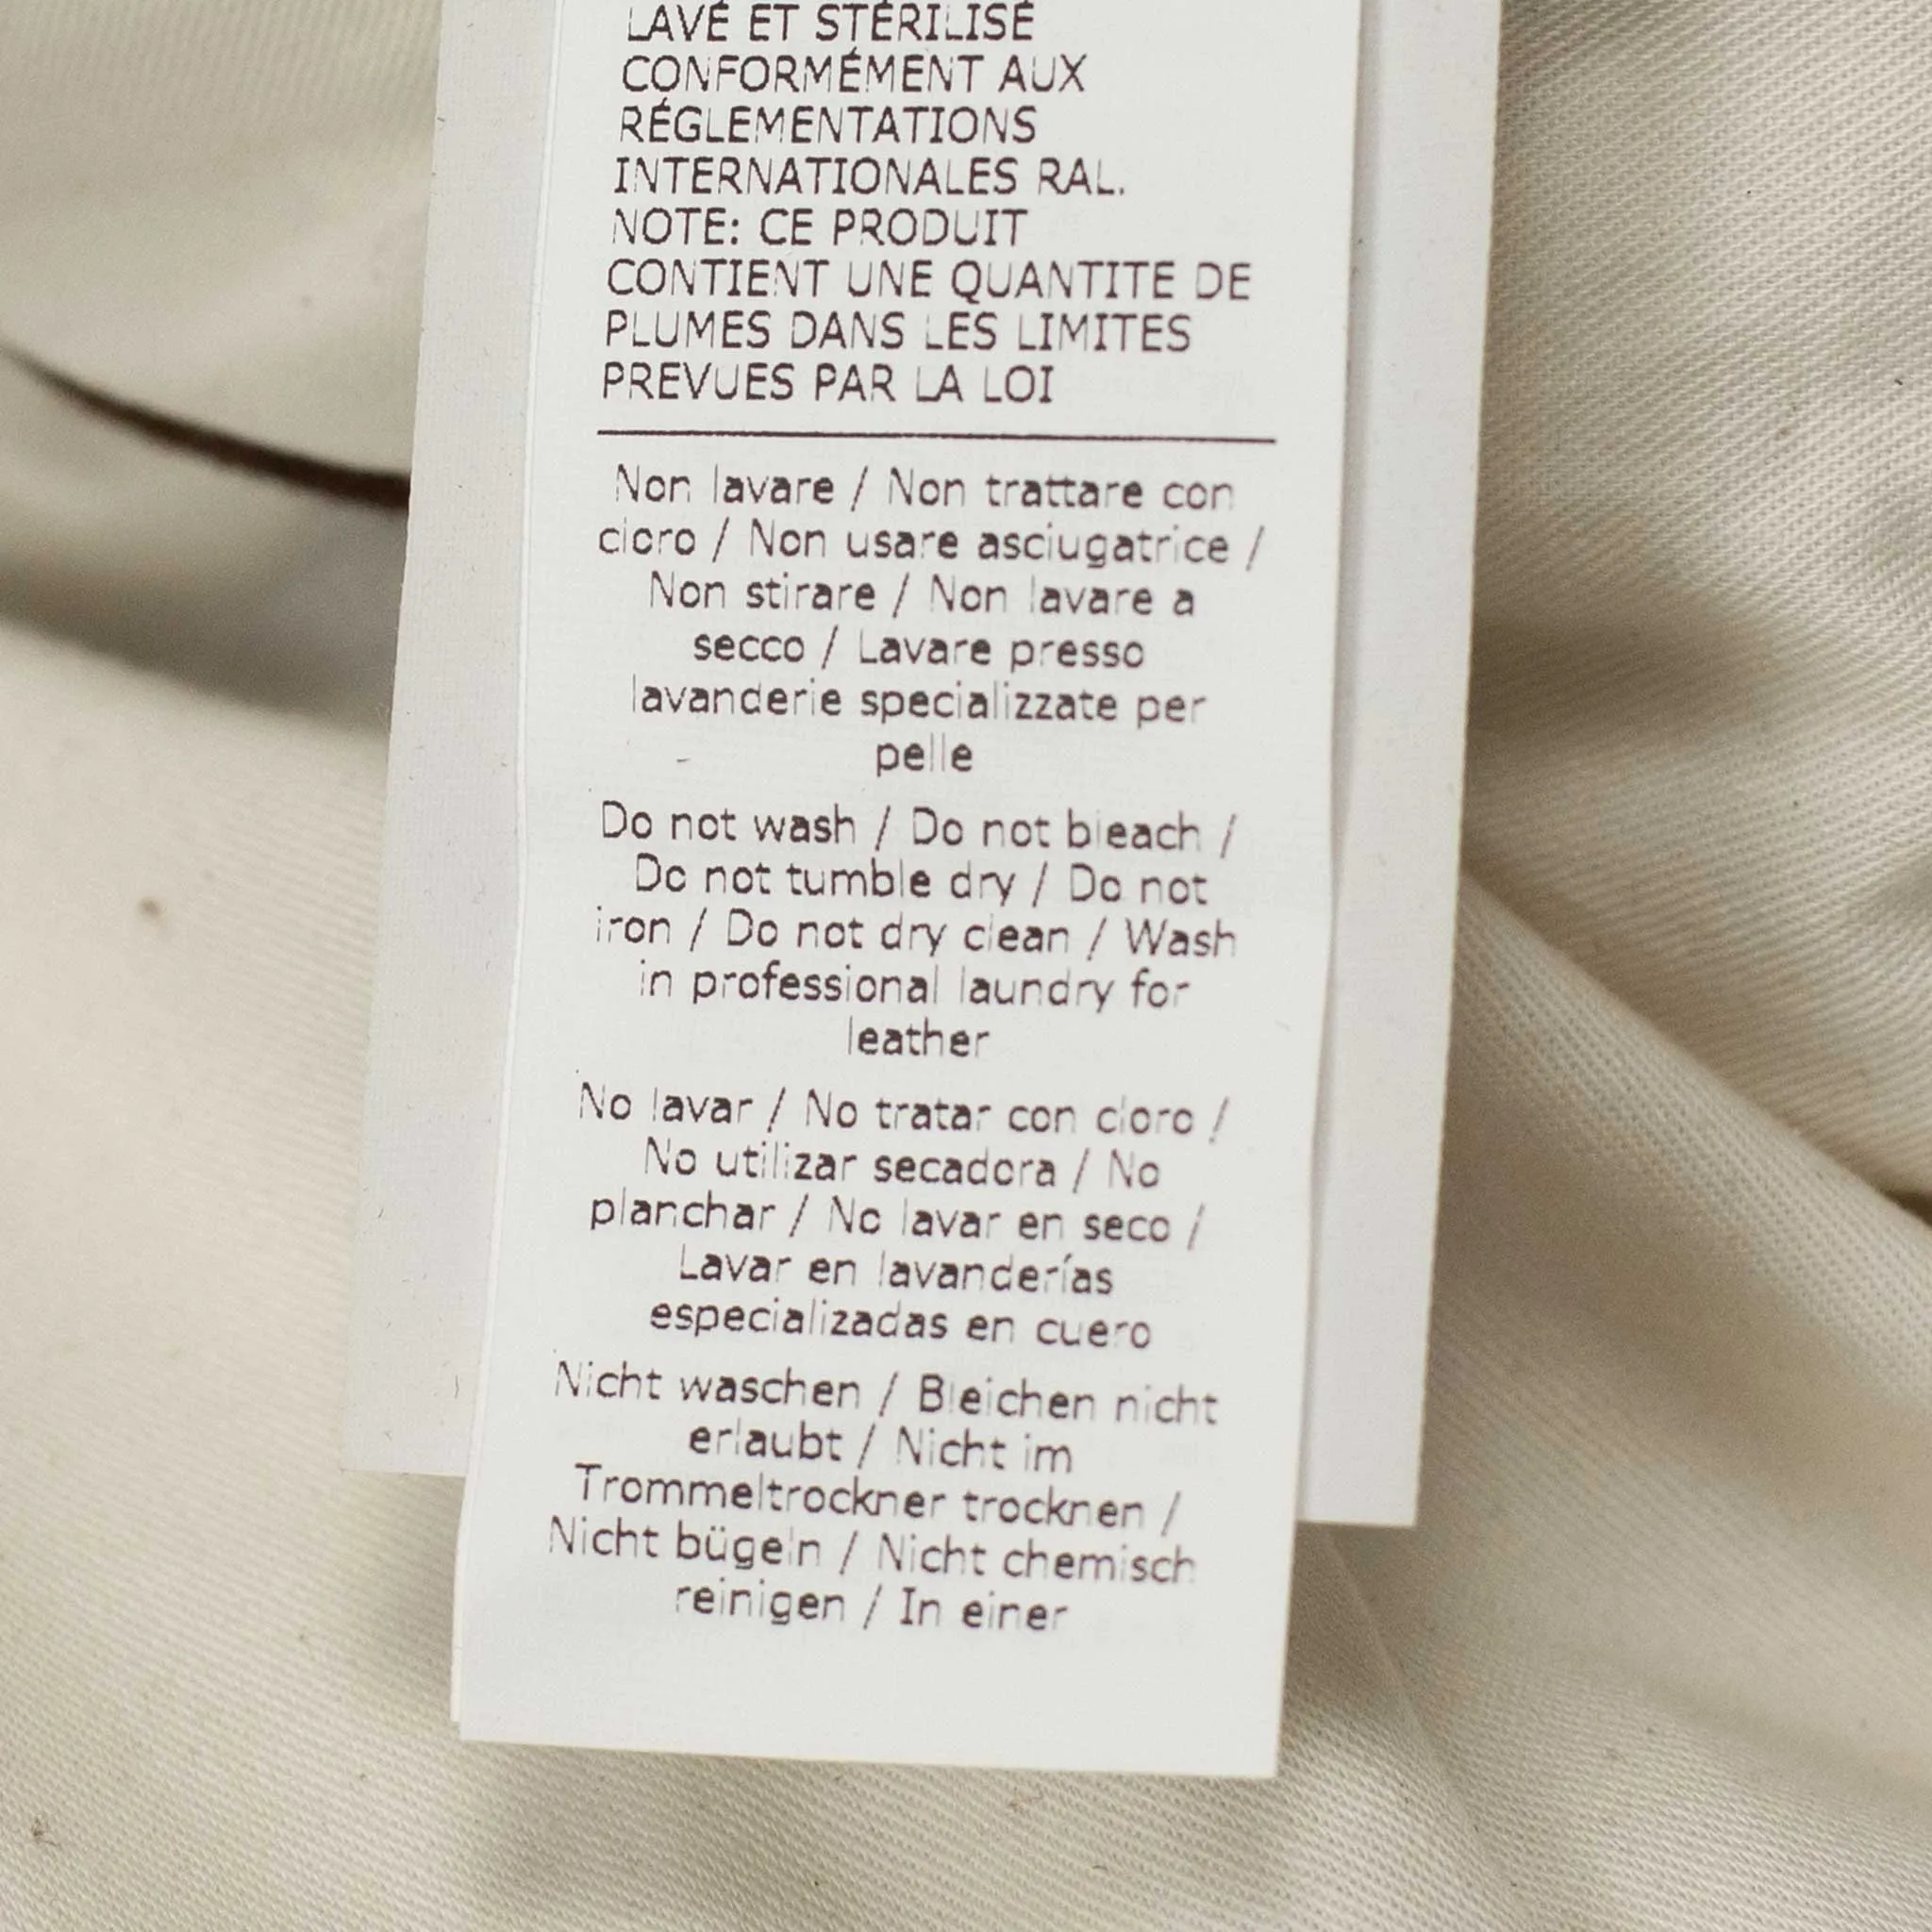 LAVÉ ET STÉRILISÉ
CONFORMÉMENT AUX
RÉGLEMENTATIONS
INTERNATIONALES RAL.
NOTE: CE PRODUIT
CONTIENT UNE QUANTITE DE
PLUMES DANS LES LIMITES
PREVUES PAR LA LOI
Non lavare / Non trattare con
cloro / Non usare asciugatrice /
Non stirare / Non lavare a
secco / Lavare presso
lavanderie specializzate per
pelle
Do not wash / Do not bleach /
Do not tumble dry / Do not
iron / Do not dry clean / Wash
in professional laundry for
leather
No lavar / No tratar con cloro /
No utilizar secadora / No
planchar / No lavar en seco /
Lavar en lavanderías
especializadas en cuero
Nicht waschen / Bleichen nicht
erlaubt / Nicht im
Trommeltrockner trocknen /
Nicht bügeln / Nicht chemisch
reinigen / In einer